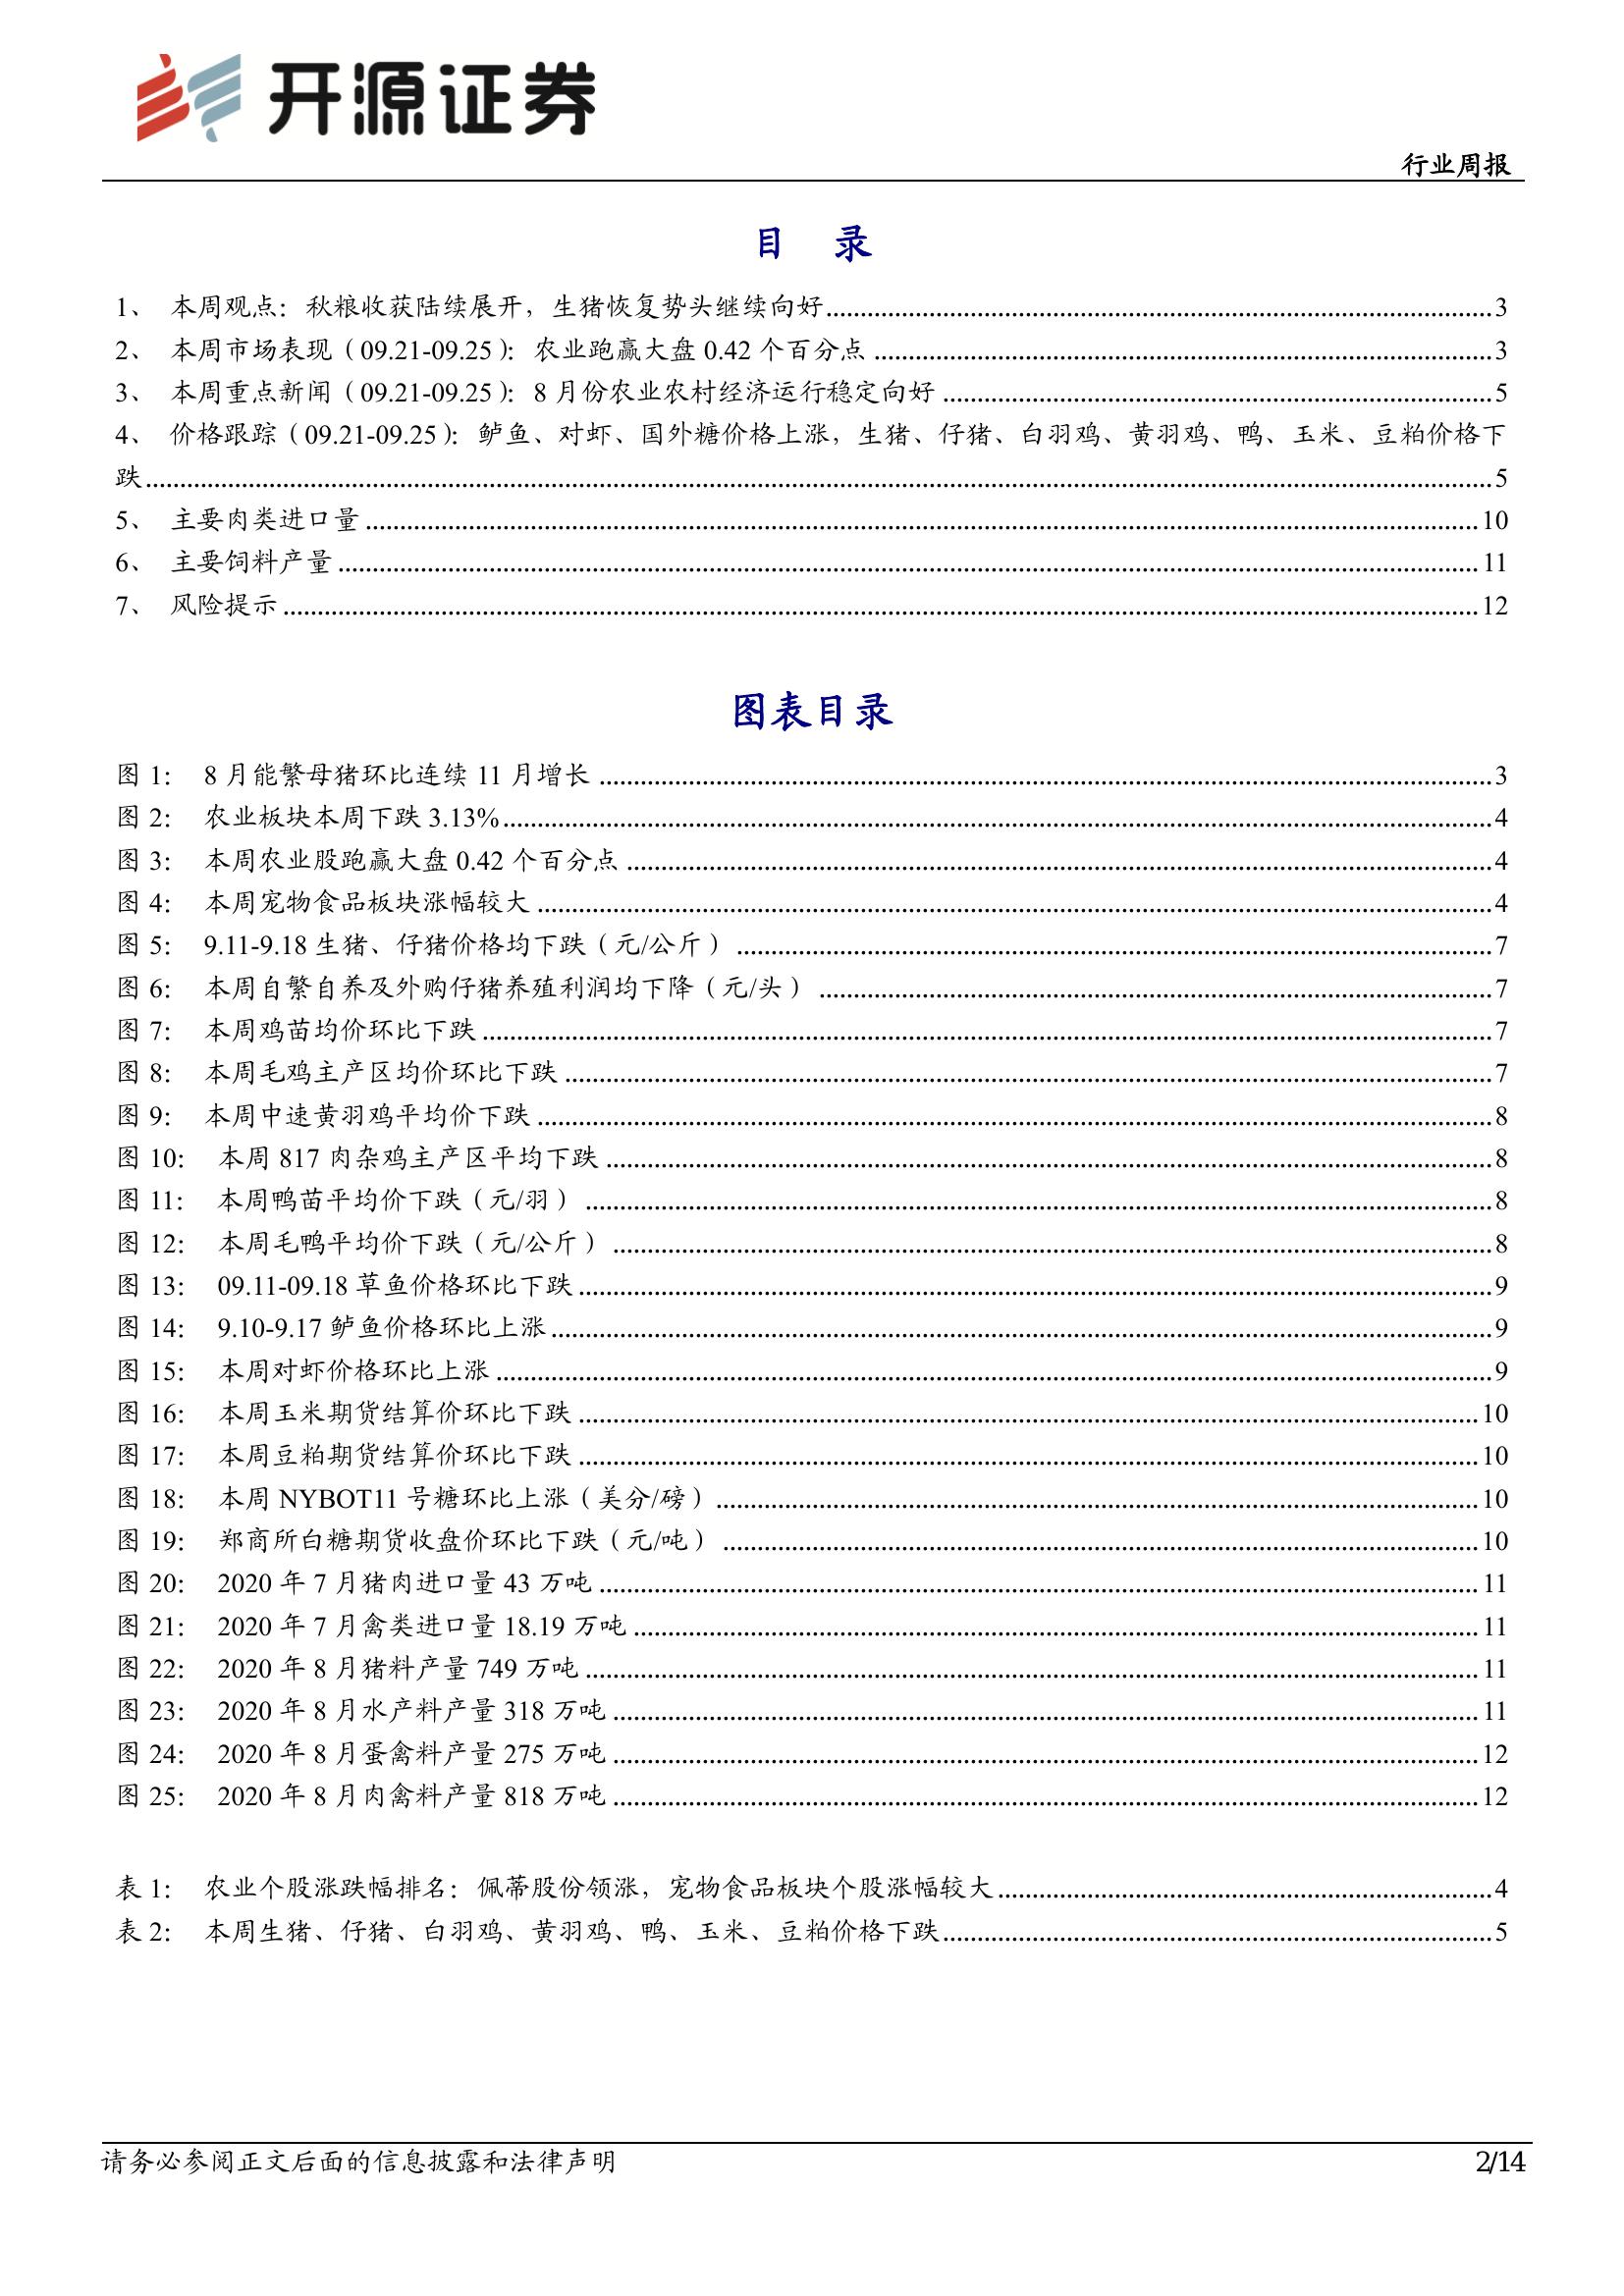 开源证券
行业周报
目 录
1、 本周观点：秋粮收获陆续展开，生猪恢复势头继续向好 3
2、 本周市场表现（09.21-09.25）：农业跑赢大盘 0.42 个百分点 3
3、 本周重点新闻（09.21-09.25）：8 月份农业农村经济运行稳定向好 5
4、 价格跟踪（09.21-09.25）：鲈鱼、对虾、国外糖价格上涨，生猪、仔猪、白羽鸡、黄羽鸡、鸭、玉米、豆粕价格下
跌 5
5、 主要肉类进口量 10
6、 主要饲料产量 11
7、 风险提示 12
图表目录
图 1： 8 月能繁母猪环比连续 11 月增长 3
图 2： 农业板块本周下跌 3.13% 4
图 3： 本周农业股跑赢大盘 0.42 个百分点 4
图 4： 本周宠物食品板块涨幅较大 4
图 5： 9.11-9.18 生猪、仔猪价格均下跌（元/公斤） 7
图 6： 本周自繁自养及外购仔猪养殖利润均下降（元/头） 7
图 7： 本周鸡苗均价环比下跌 7
图 8： 本周毛鸡主产区均价环比下跌 7
图 9： 本周中速黄羽鸡平均价下跌 8
图 10： 本周 817 肉杂鸡主产区平均下跌 8
图 11： 本周鸭苗平均价下跌（元/羽） 8
图 12： 本周毛鸭平均价下跌（元/公斤） 8
图 13： 09.11-09.18 草鱼价格环比下跌 9
图 14： 9.10-9.17 鲈鱼价格环比上涨 9
图 15： 本周对虾价格环比上涨 9
图 16： 本周玉米期货结算价环比下跌 10
图 17： 本周豆粕期货结算价环比下跌 10
图 18： 本周 NYBOT11 号糖环比上涨（美分/磅） 10
图 19： 郑商所白糖期货收盘价环比下跌（元/吨） 10
图 20： 2020 年 7 月猪肉进口量 43 万吨 11
图 21： 2020 年 7 月禽类进口量 18.19 万吨 11
图 22： 2020 年 8 月猪料产量 749 万吨 11
图 23： 2020 年 8 月水产料产量 318 万吨 11
图 24： 2020 年 8 月蛋禽料产量 275 万吨 12
图 25： 2020 年 8 月肉禽料产量 818 万吨 12
表 1： 农业个股涨跌幅排名：佩蒂股份领涨，宠物食品板块个股涨幅较大 4
表 2： 本周生猪、仔猪、白羽鸡、黄羽鸡、鸭、玉米、豆粕价格下跌 5
请务必参阅正文后面的信息披露和法律声明 2/14